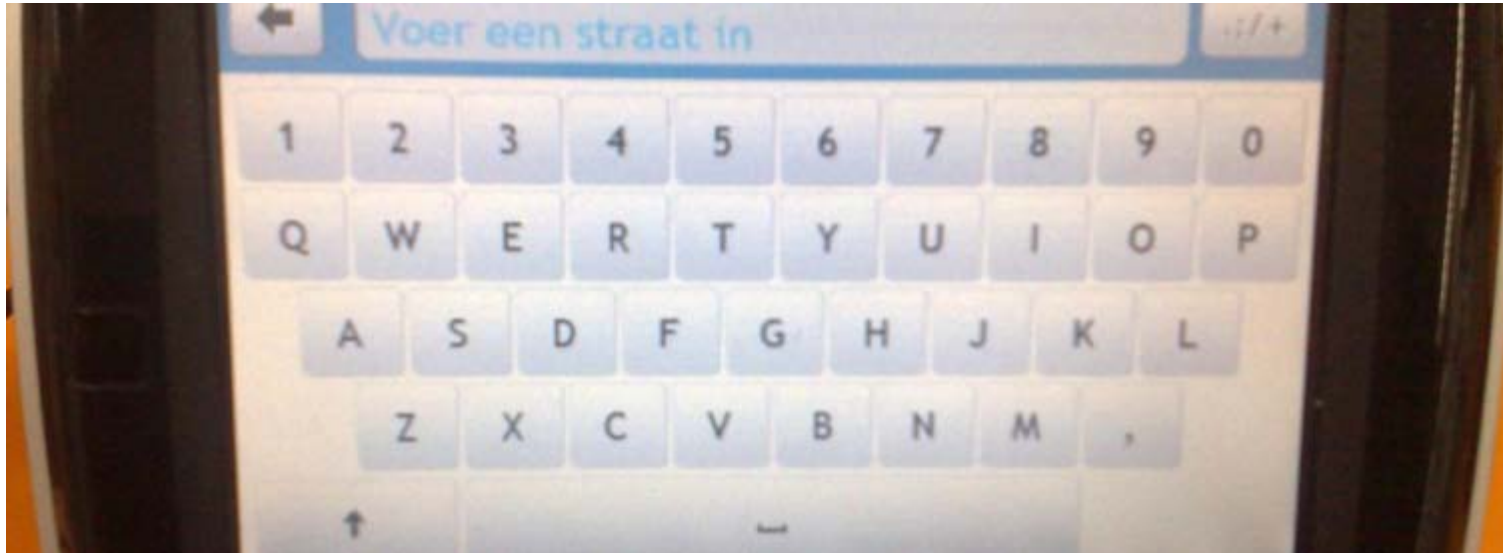 Voer een straat in .:/+
1 2 3 4 5 6 7 8 9 0
Q W E R T Y U I O P
A S D F G H J K L
Z X C V B N M ,